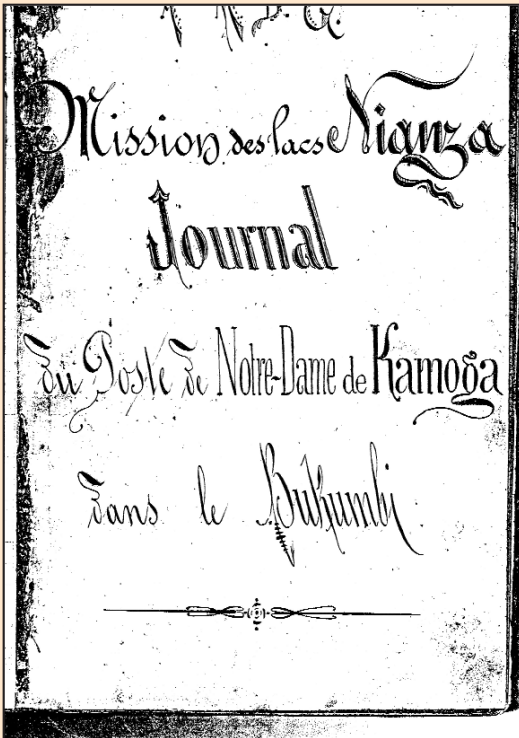 Mission des lacs Nianza
Journal
du Poste de Notre-Dame de Kamoga
dans le Bukumbi.